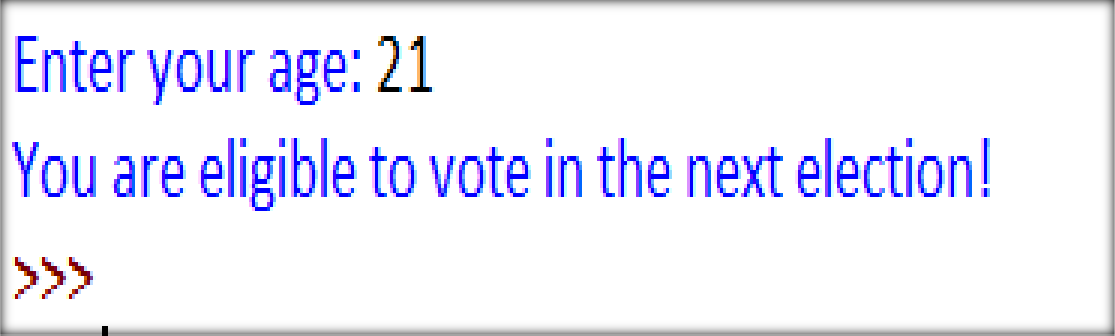 Enter your age: 21
You are eligible to vote in the next election!
>>>